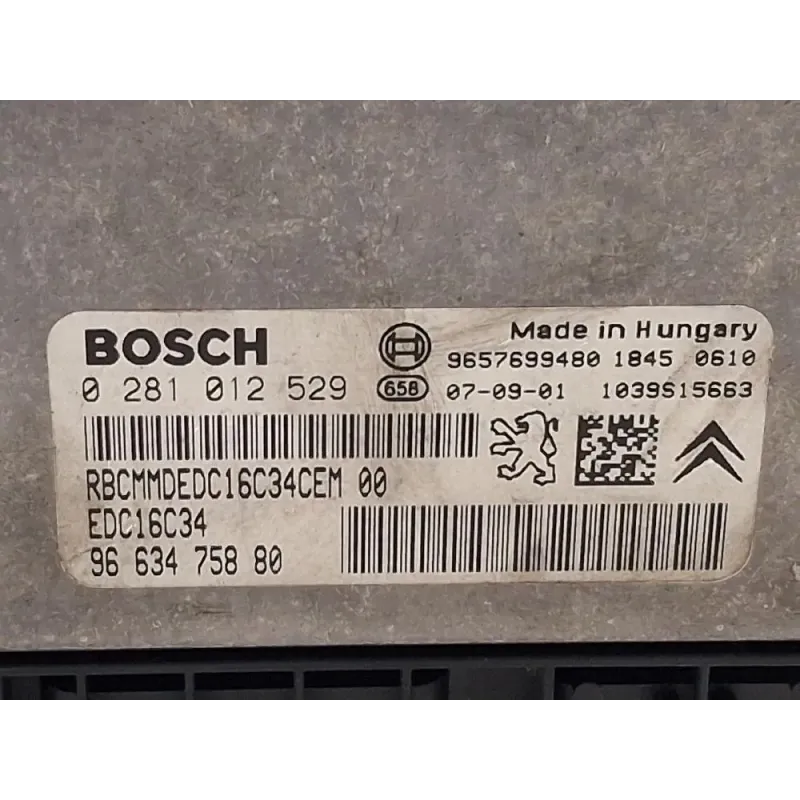 BOSCH
Made in Hungary
9657699480 1845 0610
0 281 012 529
658
07-09-01 1039S15663
RBCMMDEDC16C34CEM 00
EDC16C34
96 634 758 80